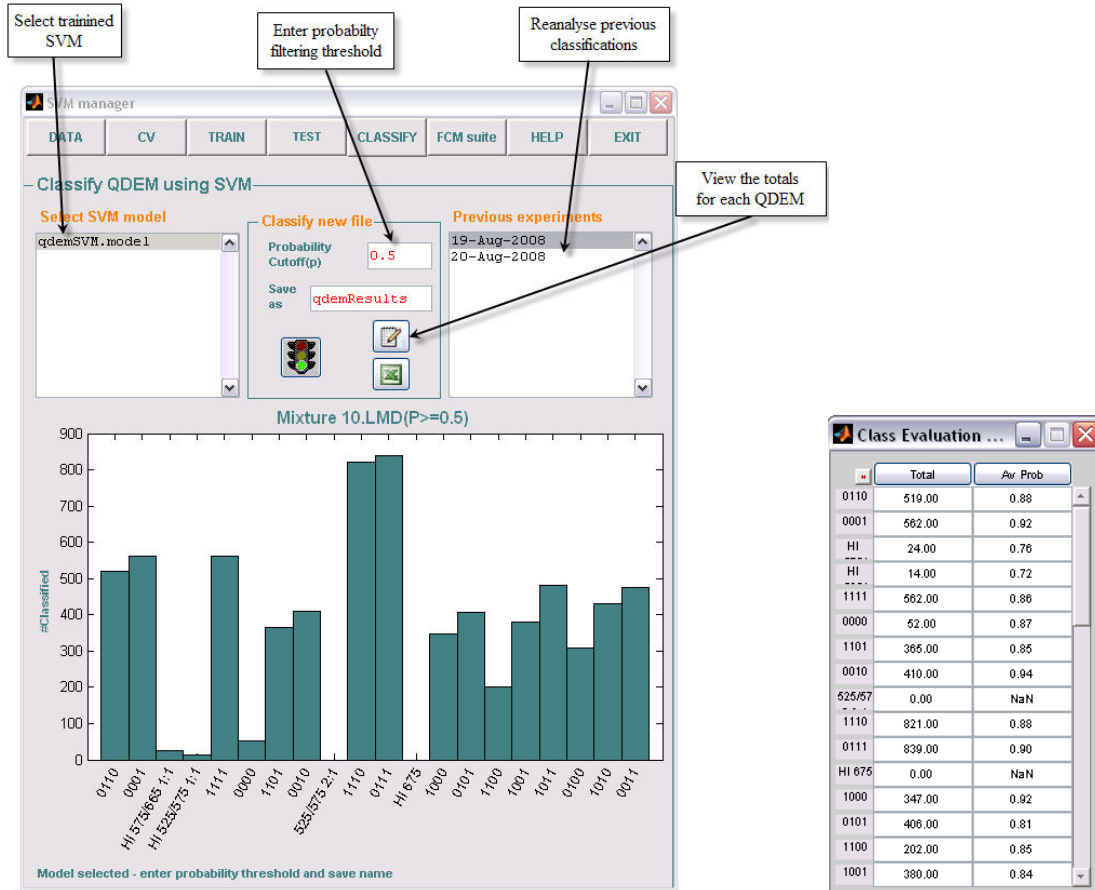 Select trainined
SVM
Enter probabilty
filtering threshold
Reanalyse previous
classifications
SVM manager
DATA CV TRAIN TEST CLASSIFY FCM suite HELP EXIT
View the totals
for each QDEM
Classify QDEM using SVM
Select SVM model
qdemSVM.model
Classify new file
Probability
Cutoff(p)
0.5
Save
as
qdemResults
Previous experiments
19-Aug-2008
20-Aug-2008
Mixture 10.LMD(P>=0.5)
900
800
700
600
500
400
300
200
100
0
#Classified
0110 0001 HI 575/665 1:1 HI 525/575 1:1 1111 0000 1101 0010 525/575 2:1 1110 0111 HI 675 1000 0101 1100 1001 1011 0100 1010 0011
Model selected - enter probability threshold and save name
Class Evaluation ...
Total Av Prob
0110 519.00 0.88
0001 562.00 0.92
HI 24.00 0.76
HI 14.00 0.72
1111 562.00 0.86
0000 52.00 0.87
1101 365.00 0.85
0010 410.00 0.94
525/57 0.00 NaN
1110 821.00 0.88
0111 839.00 0.90
HI 675 0.00 NaN
1000 347.00 0.92
0101 406.00 0.81
1100 202.00 0.85
1001 380.00 0.84